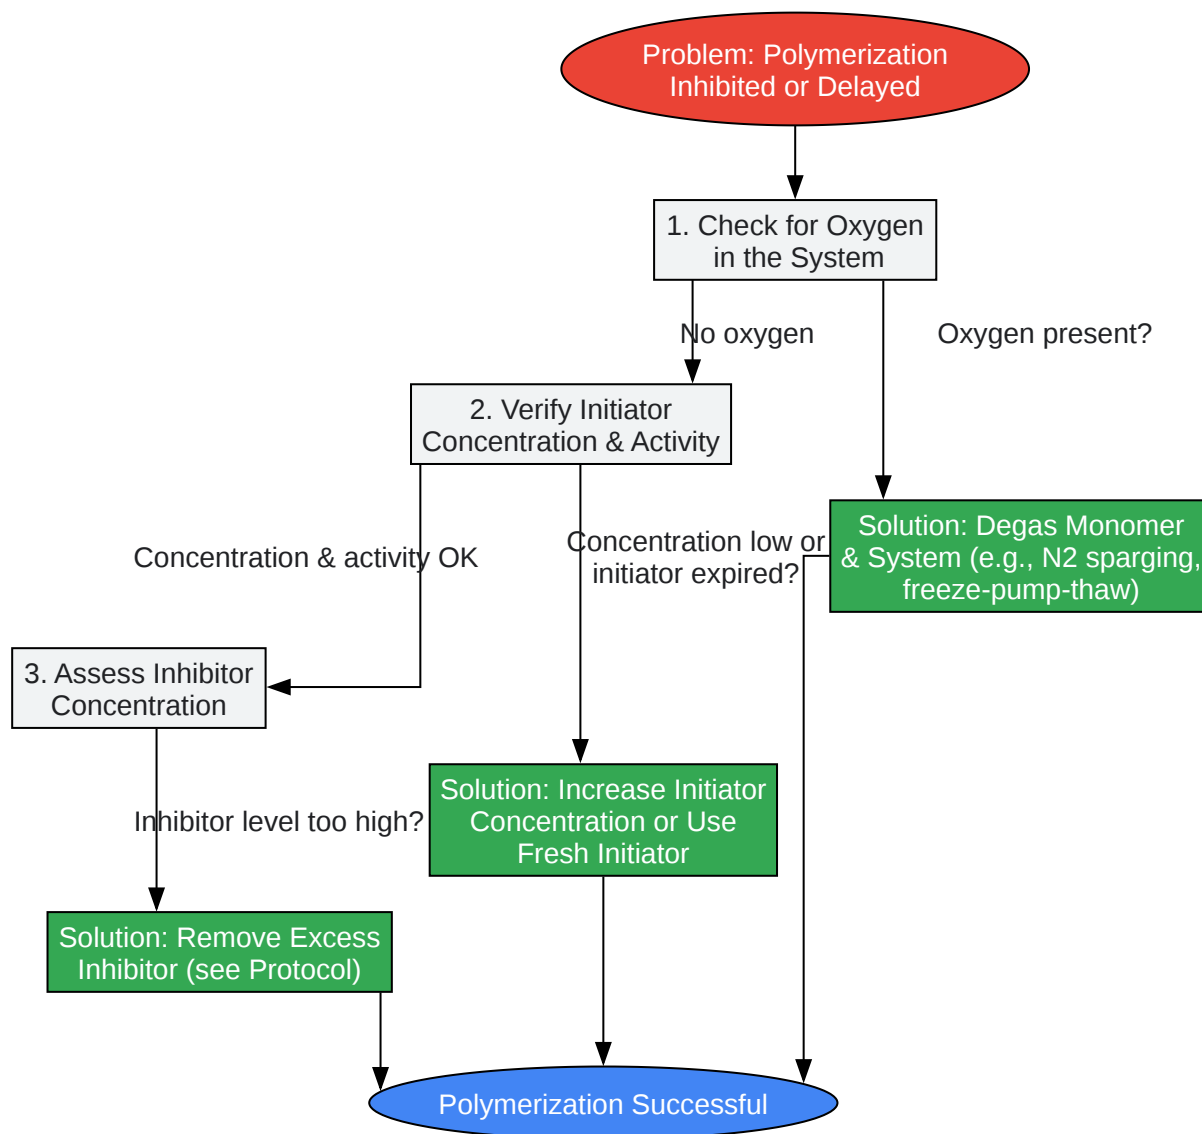 Problem: Polymerization
Inhibited or Delayed
1. Check for Oxygen
in the System
No oxygen
Oxygen present?
2. Verify Initiator
Concentration & Activity
Solution: Degas Monomer
& System (e.g., N2 sparging,
freeze-pump-thaw)
Concentration & activity OK
Concentration low or
initiator expired?
3. Assess Inhibitor
Concentration
Solution: Increase Initiator
Concentration or Use
Fresh Initiator
Inhibitor level too high?
Solution: Remove Excess
Inhibitor (see Protocol)
Polymerization Successful